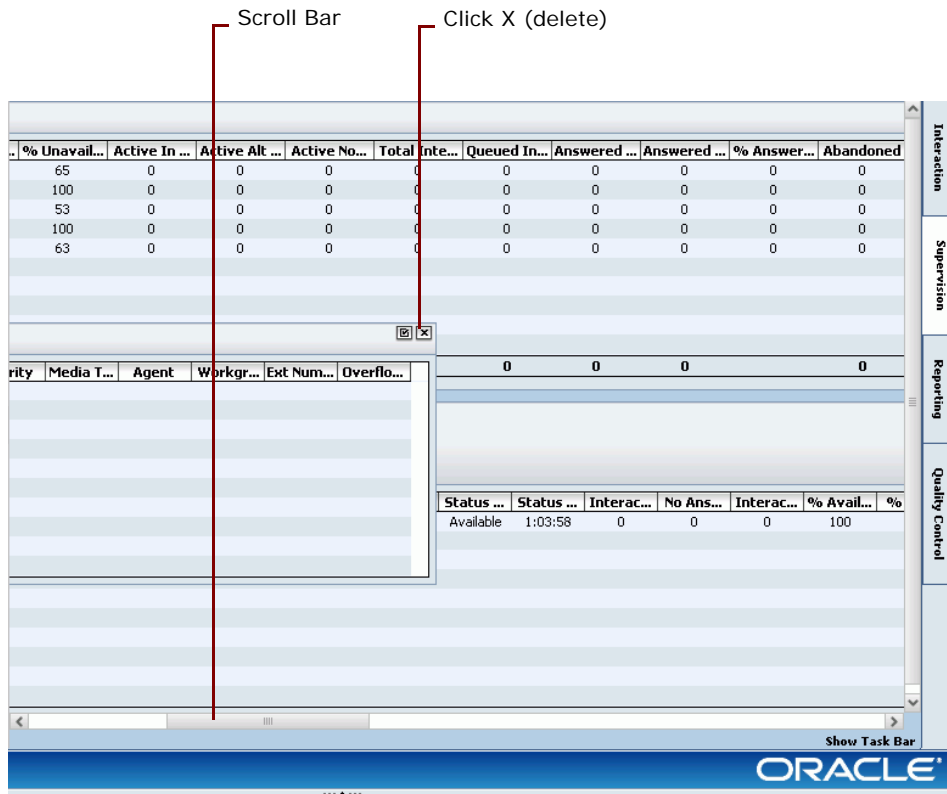 Scroll Bar Click X (delete)
.. % Unavail... Active In ... Active Alt ... Active No... Total Inte... Queued In... Answered ... Answered ... % Answer... Abandoned
65 0 0 0 0 0 0 0 0 0
100 0 0 0 0 0 0 0 0 0
53 0 0 0 0 0 0 0 0 0
100 0 0 0 0 0 0 0 0 0
63 0 0 0 0 0 0 0 0 0
0 0 0 0
rity Media T... Agent Workgr... Ext Num... Overflo...
Status ... Status ... Interac... No Ans... Interac... % Avail... %
Available 1:03:58 0 0 0 100
Interaction
Supervision
Reporting
Quality Control
Show Task Bar
ORACLE